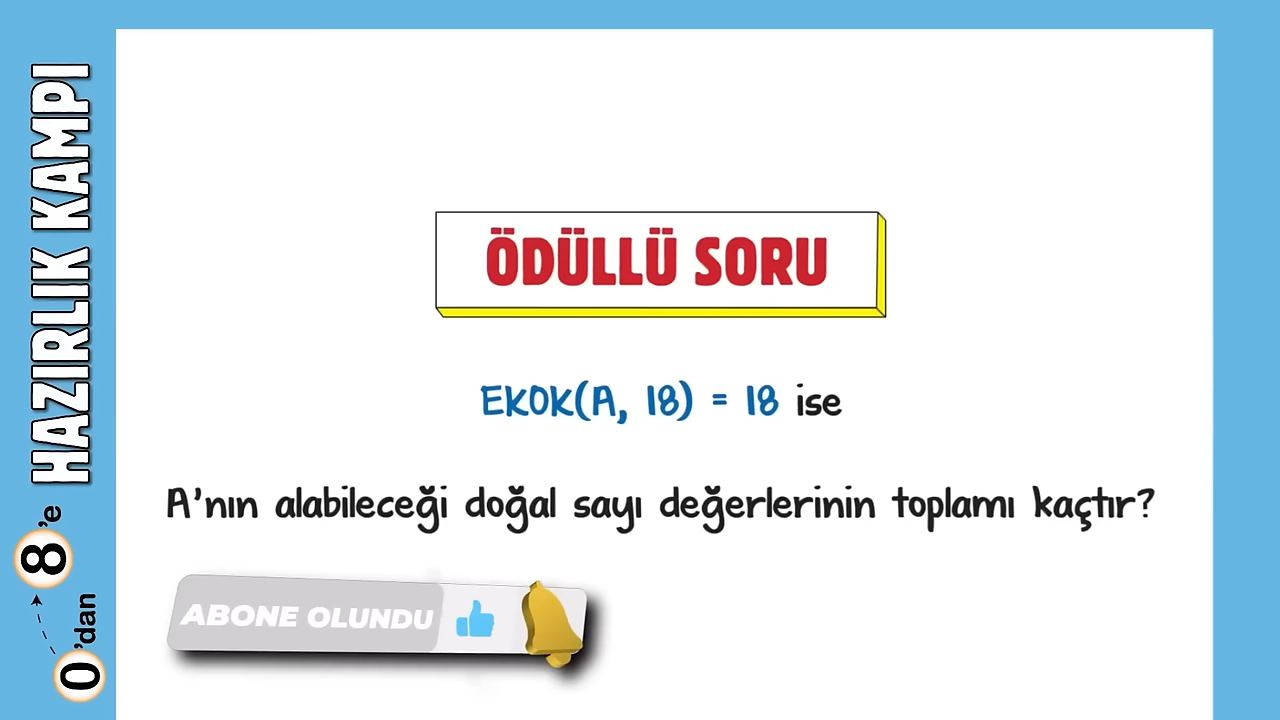 0'dan 8'e HAZIRLIK KAMPI
ÖDÜLLÜ SORU
EKOK(A, 18) = 18 ise
A'nın alabileceği doğal sayı değerlerinin toplamı kaçtır?
ABONE OLUNDU